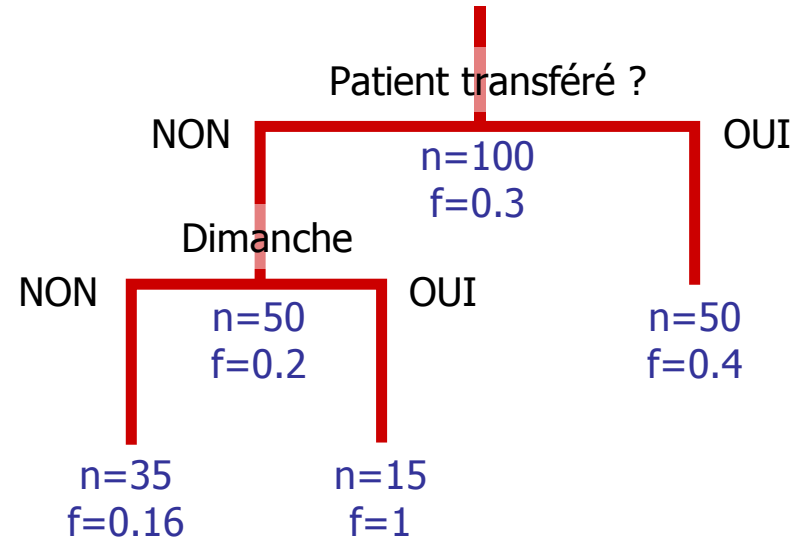 Patient transféré ?
NON
OUI
n=100
f=0.3
Dimanche
NON
OUI
n=50
f=0.2
n=50
f=0.4
n=35
f=0.16
n=15
f=1